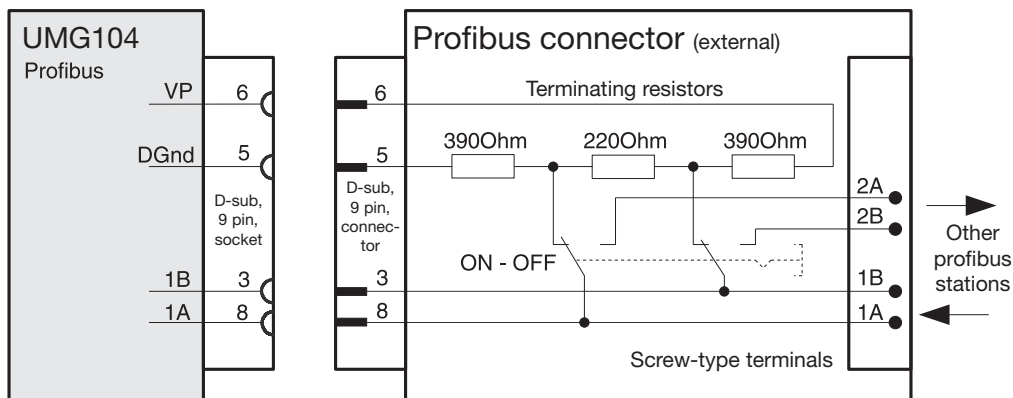 UMG104
Profibus
VP
6
DGnd
5
D-sub,
9 pin,
socket
1B
3
1A
8
Profibus connector (external)
6
Terminating resistors
5
390Ohm
220Ohm
390Ohm
D-sub,
9 pin,
connec-
tor
ON - OFF
3
8
2A
2B
1B
1A
Other
profibus
stations
Screw-type terminals